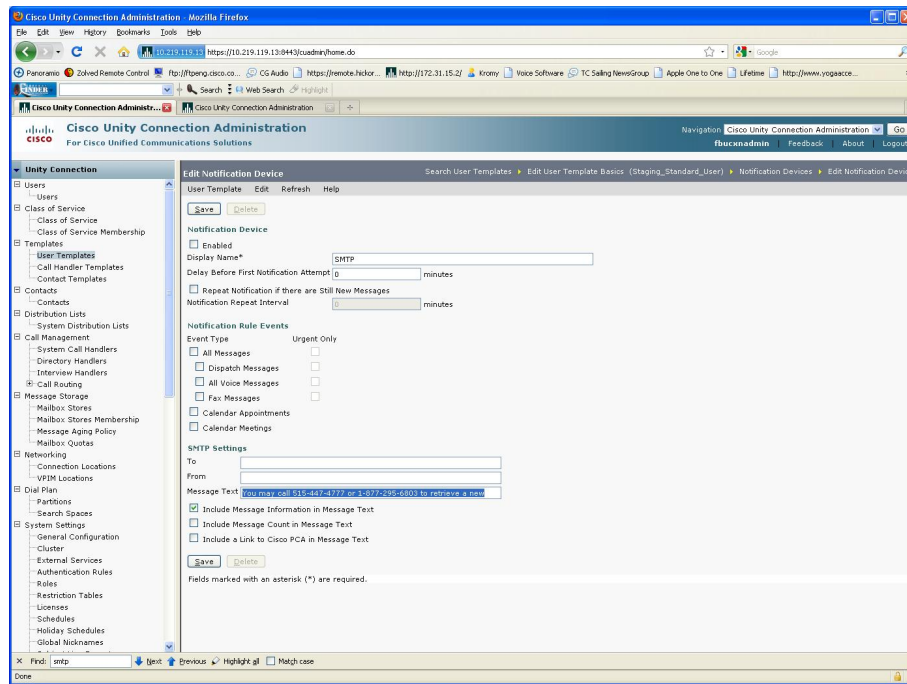 Cisco Unity Connection Administration - Mozilla Firefox
File Edit View History Bookmarks Tools Help
10.219.119.13 https://10.219.119.13:8443/cuadmin/home.do
Google
Panoramio Zolved Remote Control ftp://ftpeng.cisco.co... CG Audio https://remote.hickor... http://172.31.15.2/ Kromy Voice Software TC Sailing NewsGroup Apple One to One Lifetime http://www.yogaacce...
Search Web Search Highlight
Cisco Unity Connection Administr... Cisco Unity Connection Administration
cisco
Cisco Unity Connection Administration
For Cisco Unified Communications Solutions
Navigation Cisco Unity Connection Administration Go
fbucxnadmin Feedback About Logout
Unity Connection
Users
Users
Class of Service
Class of Service
Class of Service Membership
Templates
User Templates
Call Handler Templates
Contact Templates
Contacts
Contacts
Distribution Lists
System Distribution Lists
Call Management
System Call Handlers
Directory Handlers
Interview Handlers
Call Routing
Message Storage
Mailbox Stores
Mailbox Stores Membership
Message Aging Policy
Mailbox Quotas
Networking
Connection Locations
VPIM Locations
Dial Plan
Partitions
Search Spaces
System Settings
General Configuration
Cluster
External Services
Authentication Rules
Roles
Restriction Tables
Licenses
Schedules
Holiday Schedules
Global Nicknames
Edit Notification Device
Search User Templates Edit User Template Basics (Staging_Standard_User) Notification Devices Edit Notification Devi
User Template Edit Refresh Help
Save Delete
Notification Device
Enabled
Display Name* SMTP
Delay Before First Notification Attempt 0 minutes
Repeat Notification if there are Still New Messages
Notification Repeat Interval 0 minutes
Notification Rule Events
Event Type Urgent Only
All Messages
Dispatch Messages
All Voice Messages
Fax Messages
Calendar Appointments
Calendar Meetings
SMTP Settings
To
From
Message Text You may call 515-447-4777 or 1-877-295-6803 to retrieve a new
Include Message Information in Message Text
Include Message Count in Message Text
Include a Link to Cisco PCA in Message Text
Save Delete
Fields marked with an asterisk (*) are required.
Find: smtp Next Previous Highlight all Match case
Done